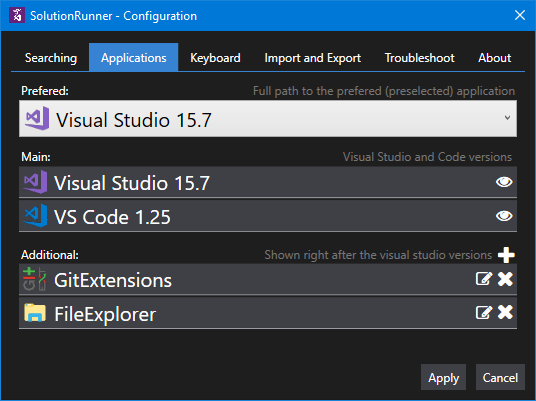 SolutionRunner - Configuration
Searching Applications Keyboard Import and Export Troubleshoot About
Prefered: Full path to the prefered (preselected) application
Visual Studio 15.7
Main: Visual Studio and Code versions
Visual Studio 15.7
VS Code 1.25
Additional: Shown right after the visual studio versions
GitExtensions
FileExplorer
Apply Cancel